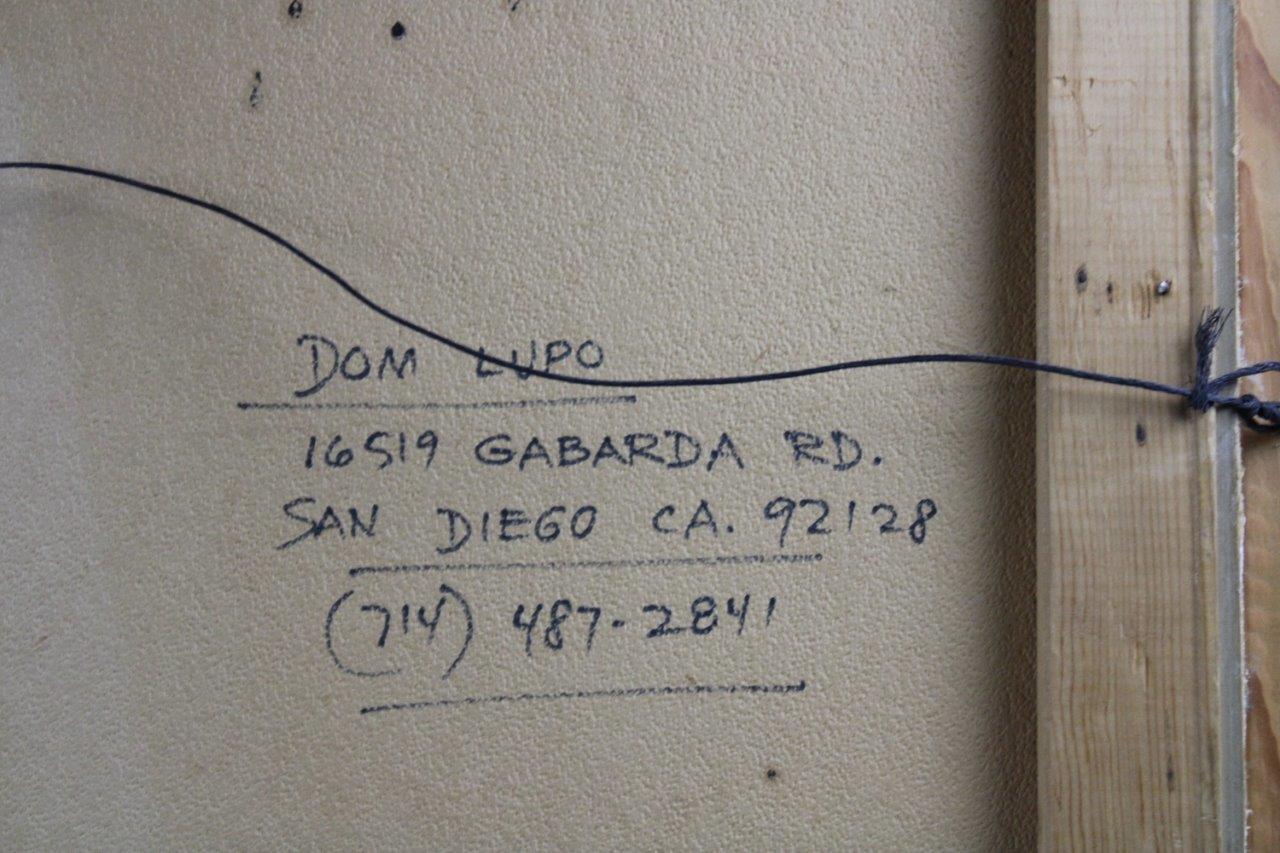 DOM LUPO
16519 GABARDA RD.
SAN DIEGO CA. 92128
(714) 487-2841